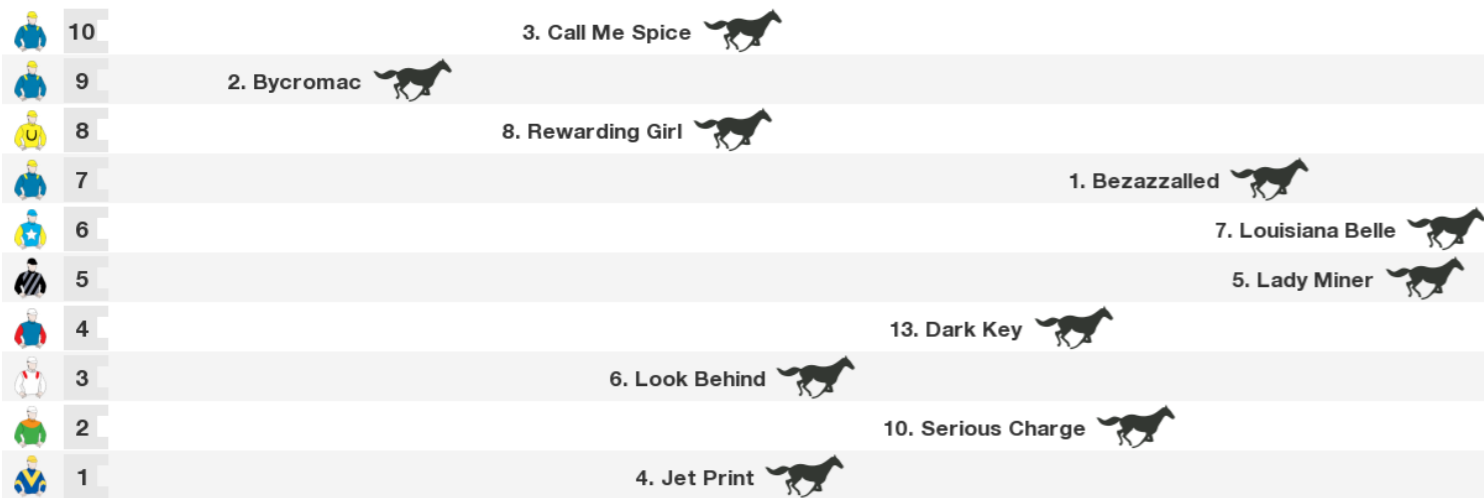 10 3. Call Me Spice
9 2. Bycromac
U 8 8. Rewarding Girl
7 1. Bezazzalled
6 7. Louisiana Belle
5 5. Lady Miner
4 13. Dark Key
3 6. Look Behind
2 10. Serious Charge
1 4. Jet Print